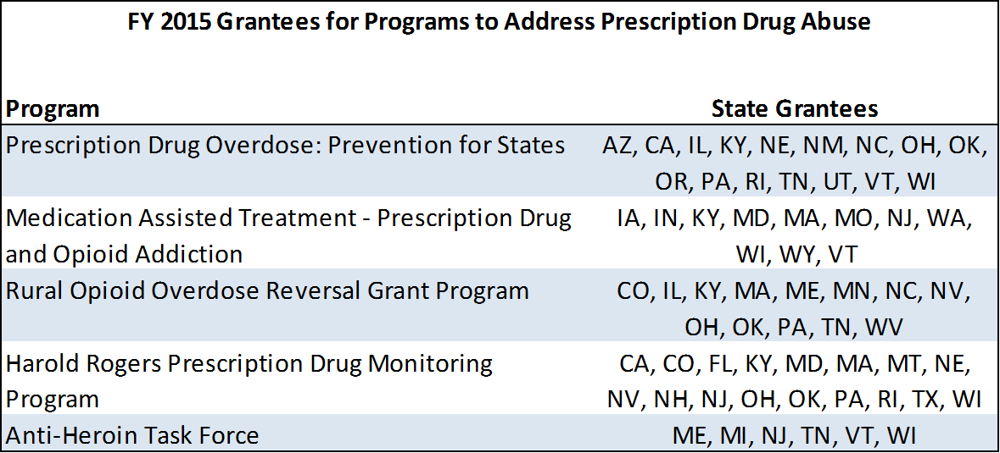 FY 2015 Grantees for Programs to Address Prescription Drug Abuse
Program State Grantees
Prescription Drug Overdose: Prevention for States AZ, CA, IL, KY, NE, NM, NC, OH, OK,
OR, PA, RI, TN, UT, VT, WI
Medication Assisted Treatment - Prescription Drug IA, IN, KY, MD, MA, MO, NJ, WA,
and Opioid Addiction WI, WY, VT
Rural Opioid Overdose Reversal Grant Program CO, IL, KY, MA, ME, MN, NC, NV,
OH, OK, PA, TN, WV
Harold Rogers Prescription Drug Monitoring CA, CO, FL, KY, MD, MA, MT, NE,
Program NV, NH, NJ, OH, OK, PA, RI, TX, WI
Anti-Heroin Task Force ME, MI, NJ, TN, VT, WI